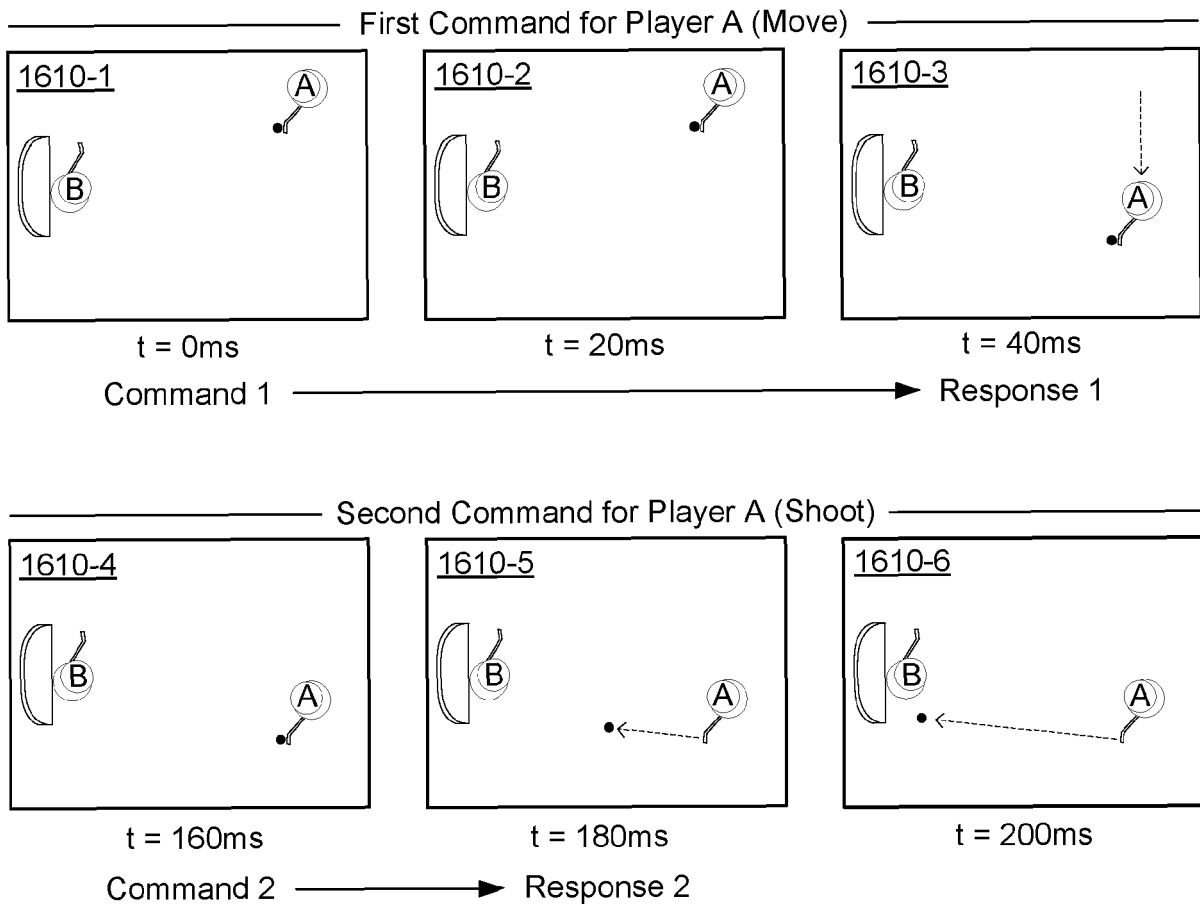 First Command for Player A (Move)
1610-1
1610-2
1610-3
A
A
A
B
B
B
t = 0ms
t = 20ms
t = 40ms
Command 1
Response 1
Second Command for Player A (Shoot)
1610-4
1610-5
1610-6
B
B
B
A
A
A
t = 160ms
t = 180ms
t = 200ms
Command 2
Response 2